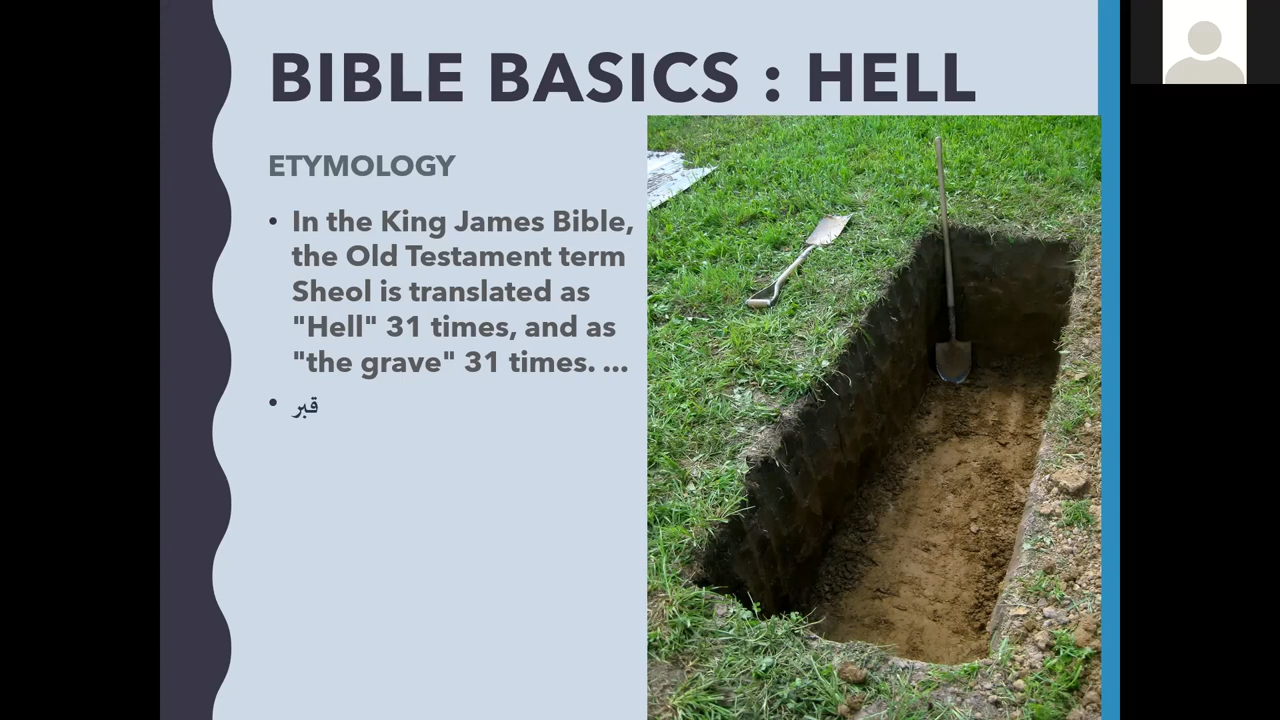 BIBLE BASICS : HELL
ETYMOLOGY
• In the King James Bible,
the Old Testament term
Sheol is translated as
"Hell" 31 times, and as
"the grave" 31 times. ...
• قبر